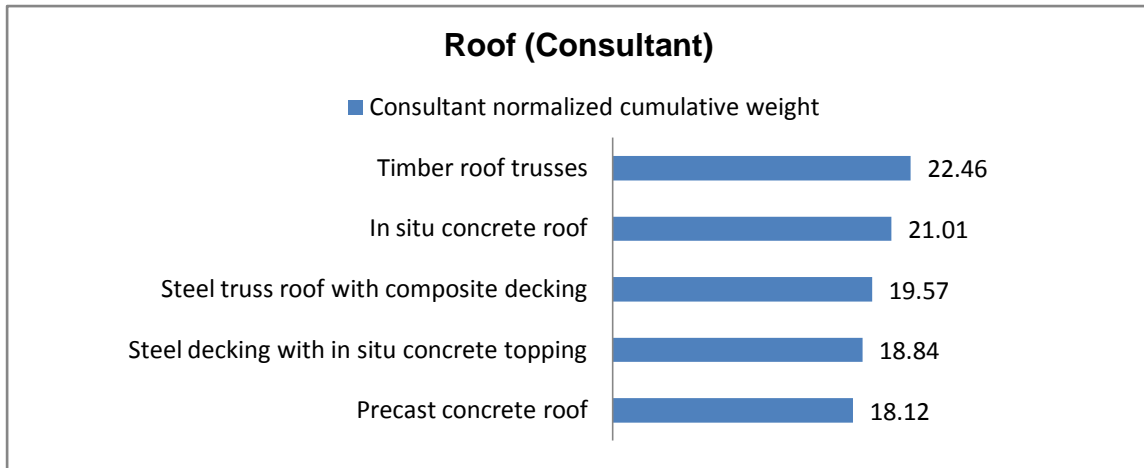 Roof (Consultant)
Consultant normalized cumulative weight
Timber roof trusses 22.46
In situ concrete roof 21.01
Steel truss roof with composite decking 19.57
Steel decking with in situ concrete topping 18.84
Precast concrete roof 18.12